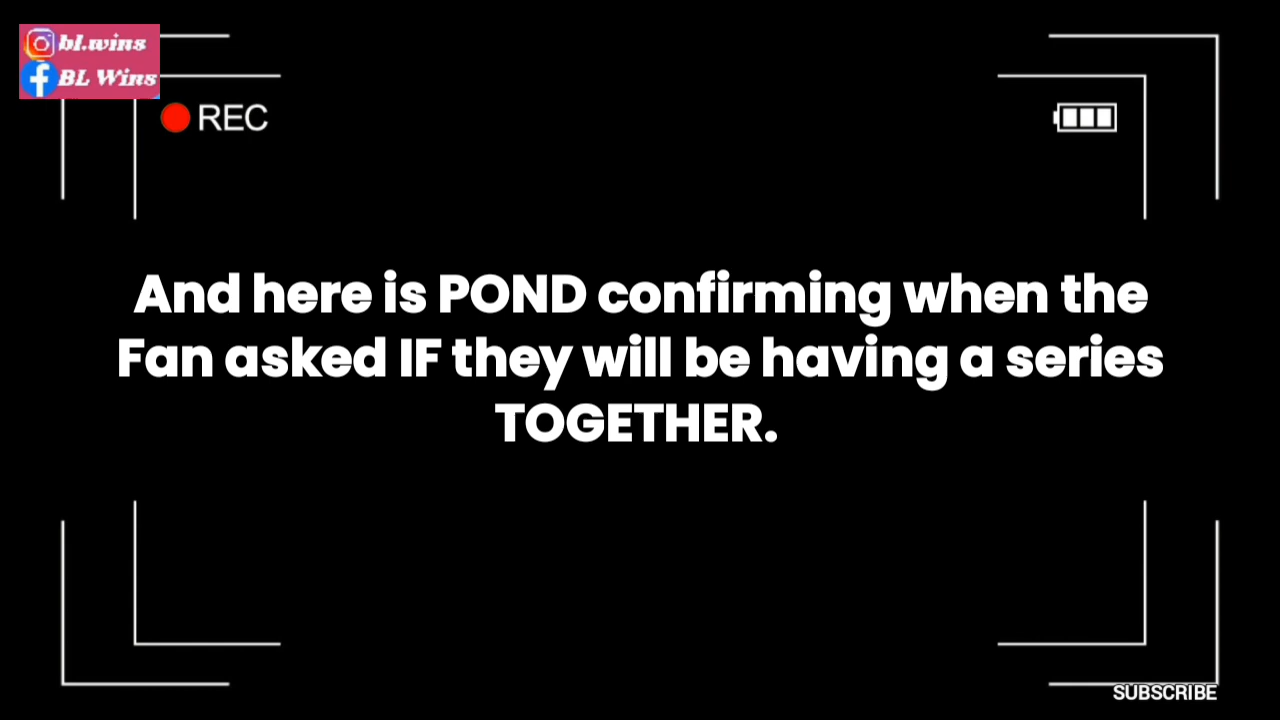 bl.wins
BL Wins
REC
And here is POND confirming when the
Fan asked IF they will be having a series
TOGETHER.
SUBSCRIBE